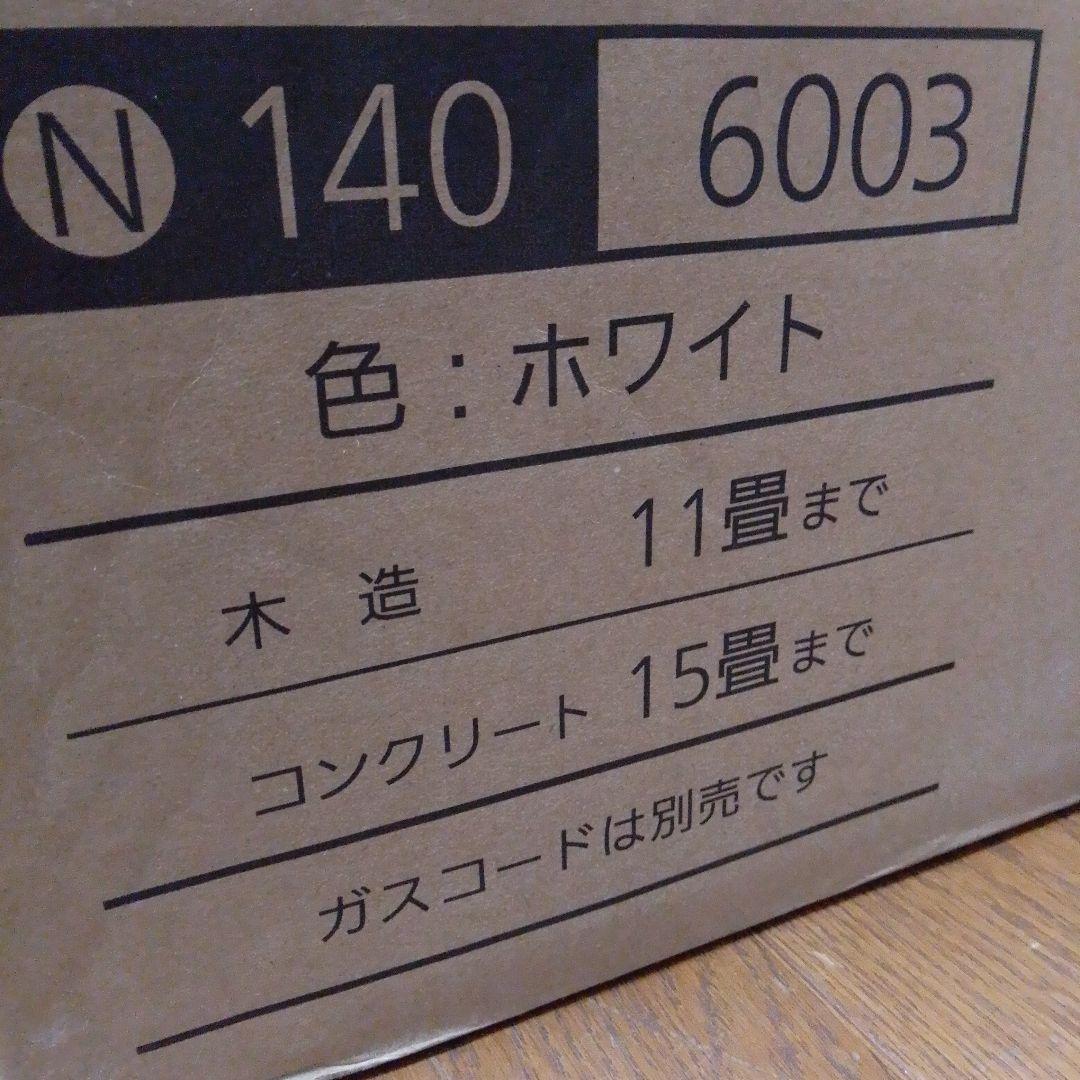 N 140 6003
色：ホワイト
木造 11畳まで
コンクリート 15畳まで
ガスコードは別売です